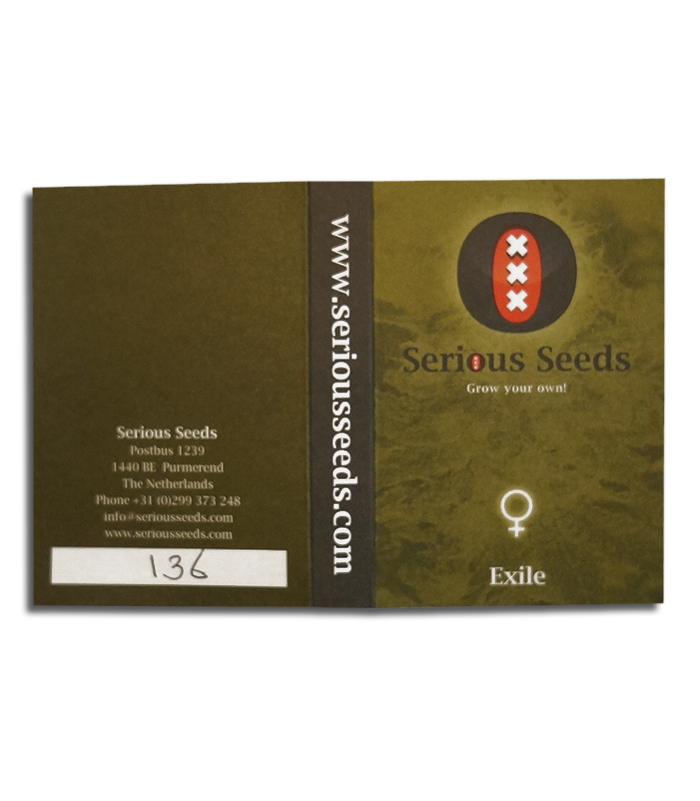 Serious Seeds
Postbus 1239
1440 BE Purmerend
The Netherlands
Phone +31 (0)299 373 248
info@seriousseeds.com
www.seriousseeds.com
136
www.seriousseeds.com
Serious Seeds
Grow your own!
Exile